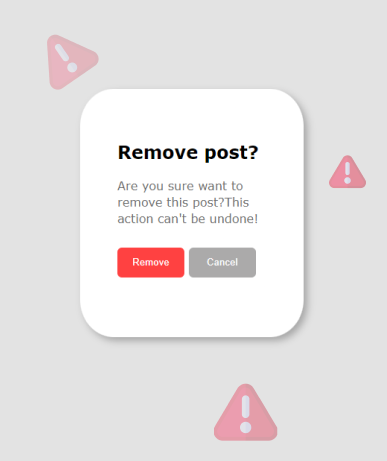 Remove post?
Are you sure want to
remove this post?This
action can't be undone!
Remove
Cancel